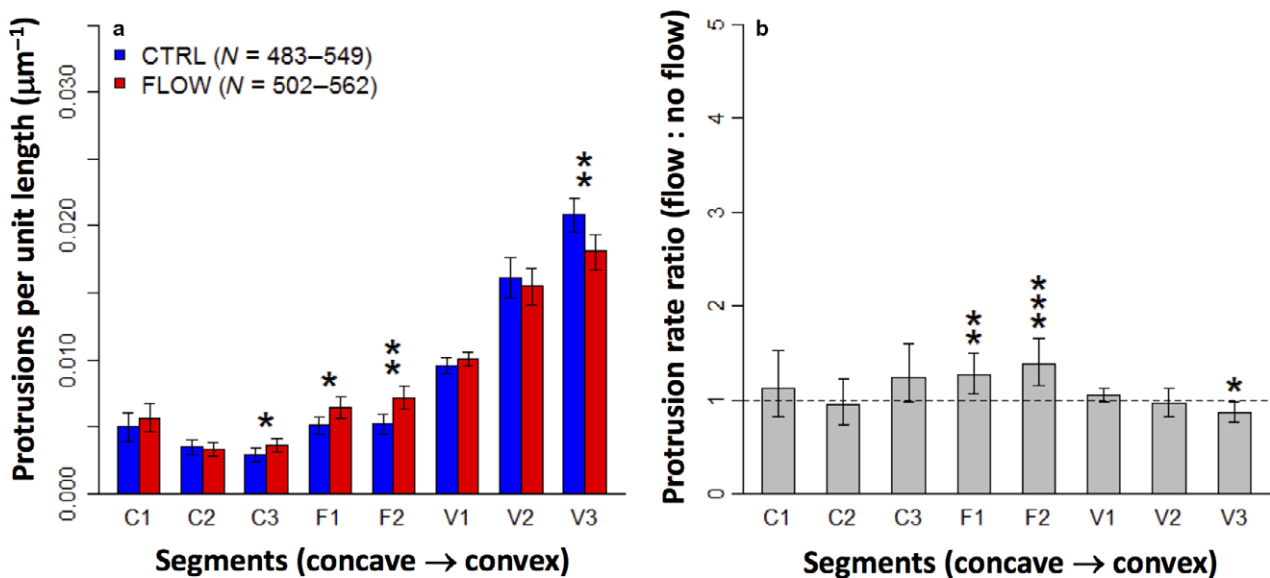 a
CTRL (N = 483–549)
FLOW (N = 502–562)
Protrusions per unit length (μm⁻¹)
0.030
0.020
0.010
0.000
*
*
**
**
C1 C2 C3 F1 F2 V1 V2 V3
Segments (concave → convex)
b
Protrusion rate ratio (flow : no flow)
5
4
3
2
1
0
**
***
*
C1 C2 C3 F1 F2 V1 V2 V3
Segments (concave → convex)